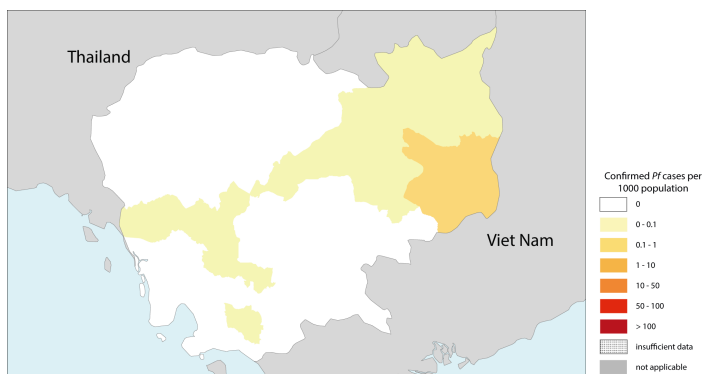 Thailand
Viet Nam
Confirmed Pf cases per
1000 population
0
0 - 0.1
0.1 - 1
1 - 10
10 - 50
50 - 100
> 100
insufficient data
not applicable